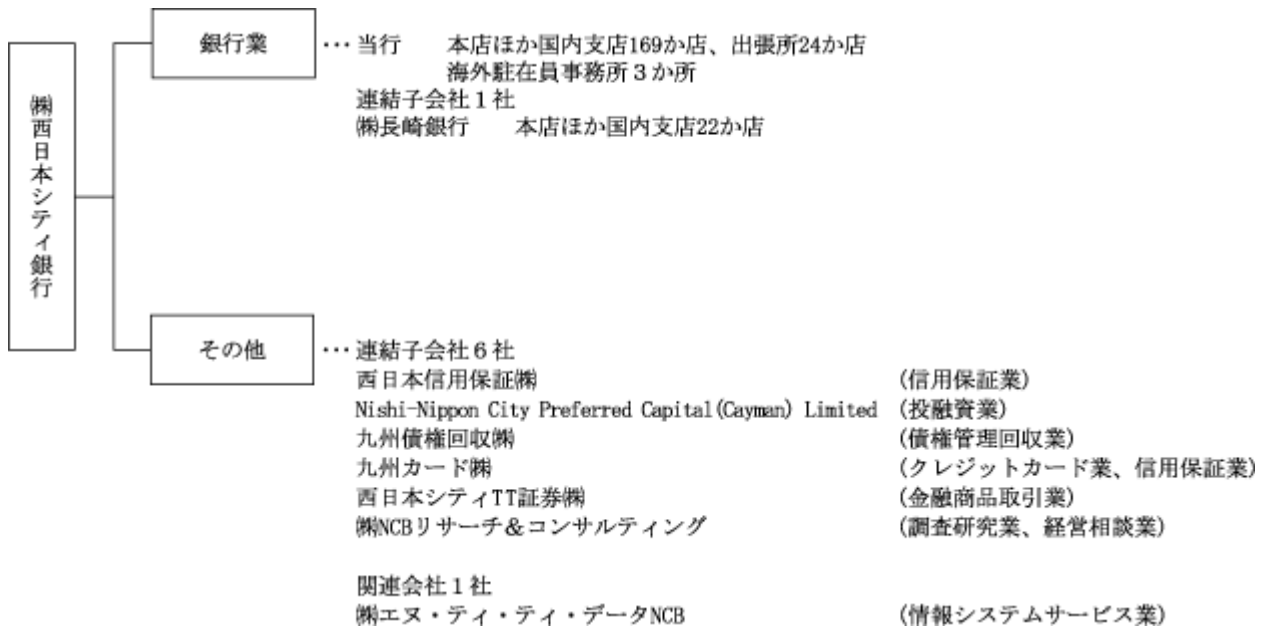 ㈱西日本シティ銀行
銀行業
… 当行 本店ほか国内支店169か店、出張所24か店
海外駐在員事務所3か所
連結子会社1社
㈱長崎銀行 本店ほか国内支店22か店
その他
… 連結子会社6社
西日本信用保証㈱ (信用保証業)
Nishi-Nippon City Preferred Capital(Cayman) Limited (投融資業)
九州債権回収㈱ (債権管理回収業)
九州カード㈱ (クレジットカード業、信用保証業)
西日本シティTT証券㈱ (金融商品取引業)
㈱NCBリサーチ&コンサルティング (調査研究業、経営相談業)
関連会社1社
㈱エヌ・ティ・ティ・データNCB (情報システムサービス業)